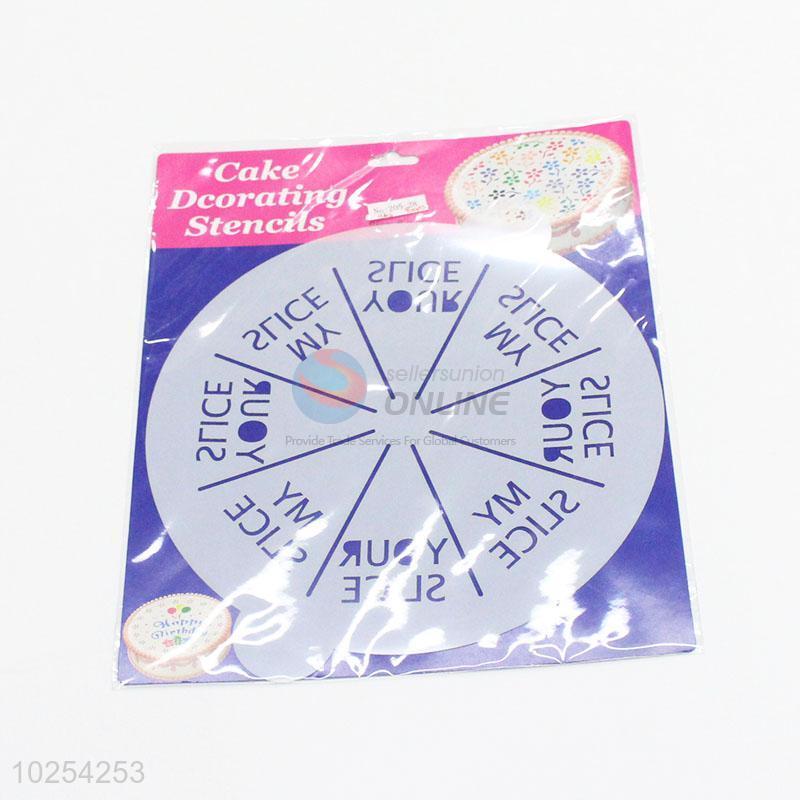 Cake
Dcorating
Stencils
SLICE
YOUR
SLICE
MY
SLICE
MY
SLICE
YOUR
SLICE
YOUR
sellersunion
ONLINE
Provide Trade Services For Global Customers
MY
SLICE
MY
SLICE
YOUR
SLICE
Happy
Birthday
10254253